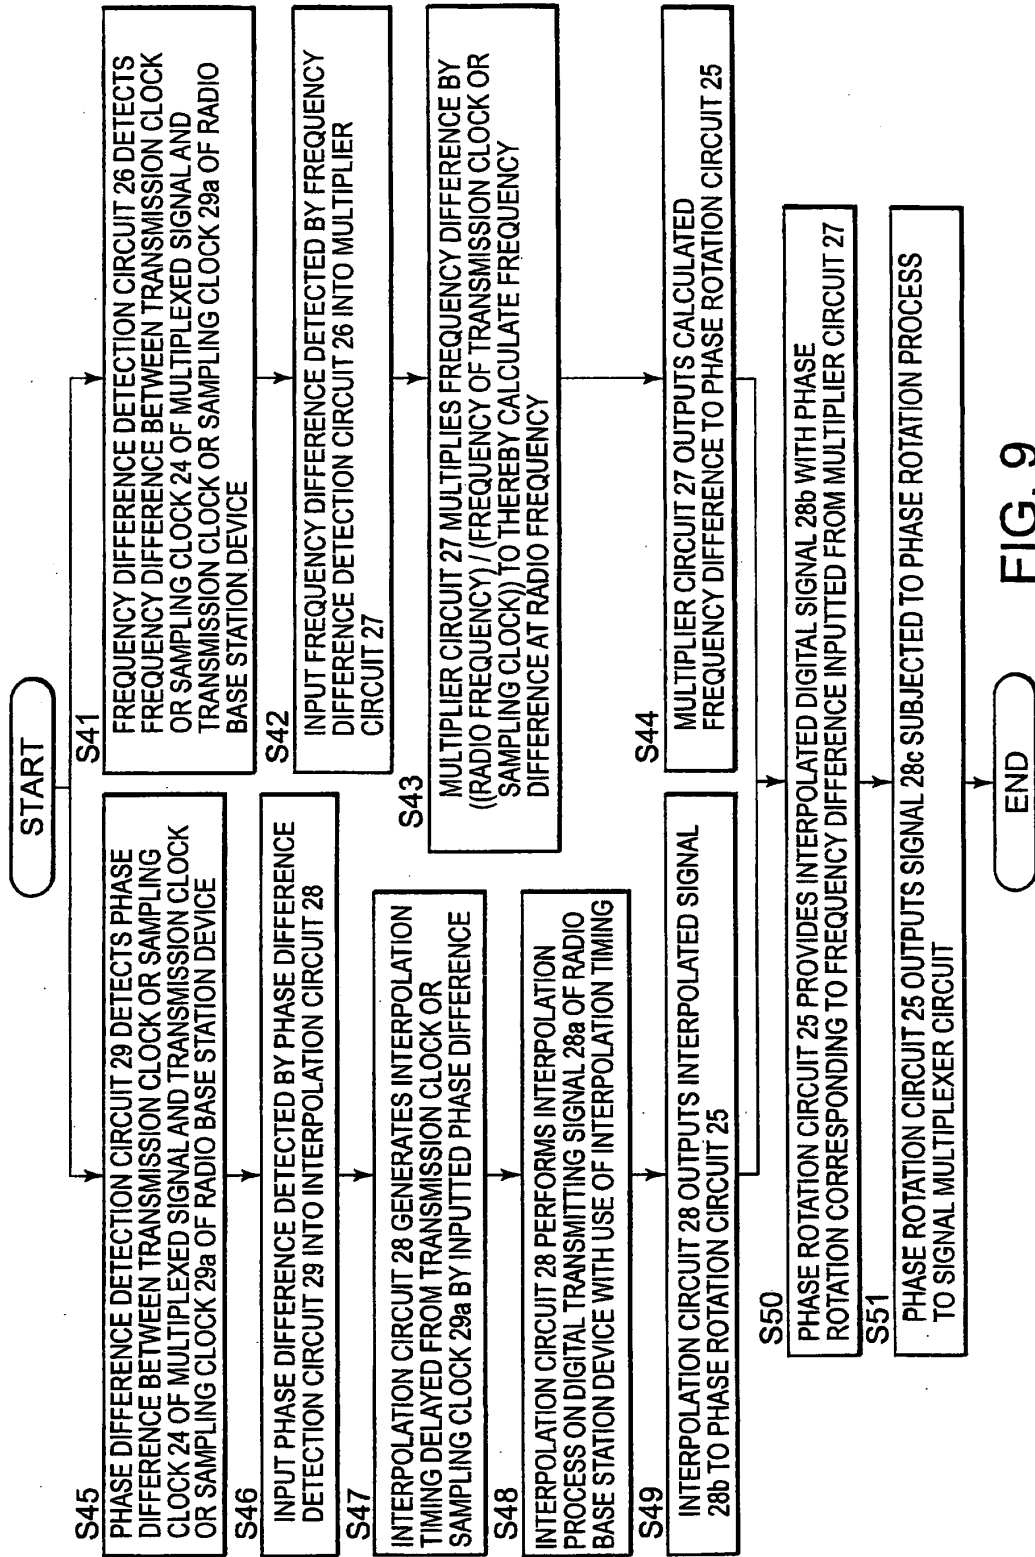 START
S45
PHASE DIFFERENCE DETECTION CIRCUIT 29 DETECTS PHASE
DIFFERENCE BETWEEN TRANSMISSION CLOCK OR SAMPLING
CLOCK 24 OF MULTIPLEXED SIGNAL AND TRANSMISSION CLOCK
OR SAMPLING CLOCK 29a OF RADIO BASE STATION DEVICE
S46
INPUT PHASE DIFFERENCE DETECTED BY PHASE DIFFERENCE
DETECTION CIRCUIT 29 INTO INTERPOLATION CIRCUIT 28
S47
INTERPOLATION CIRCUIT 28 GENERATES INTERPOLATION
TIMING DELAYED FROM TRANSMISSION CLOCK OR
SAMPLING CLOCK 29a BY INPUTTED PHASE DIFFERENCE
S48
INTERPOLATION CIRCUIT 28 PERFORMS INTERPOLATION
PROCESS ON DIGITAL TRANSMITTING SIGNAL 28a OF RADIO
BASE STATION DEVICE WITH USE OF INTERPOLATION TIMING
S49
INTERPOLATION CIRCUIT 28 OUTPUTS INTERPOLATED SIGNAL
28b TO PHASE ROTATION CIRCUIT 25
S41
FREQUENCY DIFFERENCE DETECTION CIRCUIT 26 DETECTS
FREQUENCY DIFFERENCE BETWEEN TRANSMISSION CLOCK
OR SAMPLING CLOCK 24 OF MULTIPLEXED SIGNAL AND
TRANSMISSION CLOCK OR SAMPLING CLOCK 29a OF RADIO
BASE STATION DEVICE
S42
INPUT FREQUENCY DIFFERENCE DETECTED BY FREQUENCY
DIFFERENCE DETECTION CIRCUIT 26 INTO MULTIPLIER
CIRCUIT 27
S43
MULTIPLIER CIRCUIT 27 MULTIPLIES FREQUENCY DIFFERENCE BY
((RADIO FREQUENCY) / (FREQUENCY OF TRANSMISSION CLOCK OR
SAMPLING CLOCK)) TO THEREBY CALCULATE FREQUENCY
DIFFERENCE AT RADIO FREQUENCY
S44
MULTIPLIER CIRCUIT 27 OUTPUTS CALCULATED
FREQUENCY DIFFERENCE TO PHASE ROTATION CIRCUIT 25
S50
PHASE ROTATION CIRCUIT 25 PROVIDES INTERPOLATED DIGITAL SIGNAL 28b WITH PHASE
ROTATION CORRESPONDING TO FREQUENCY DIFFERENCE INPUTTED FROM MULTIPLIER CIRCUIT 27
S51
PHASE ROTATION CIRCUIT 25 OUTPUTS SIGNAL 28c SUBJECTED TO PHASE ROTATION PROCESS
TO SIGNAL MULTIPLEXER CIRCUIT
END
FIG. 9